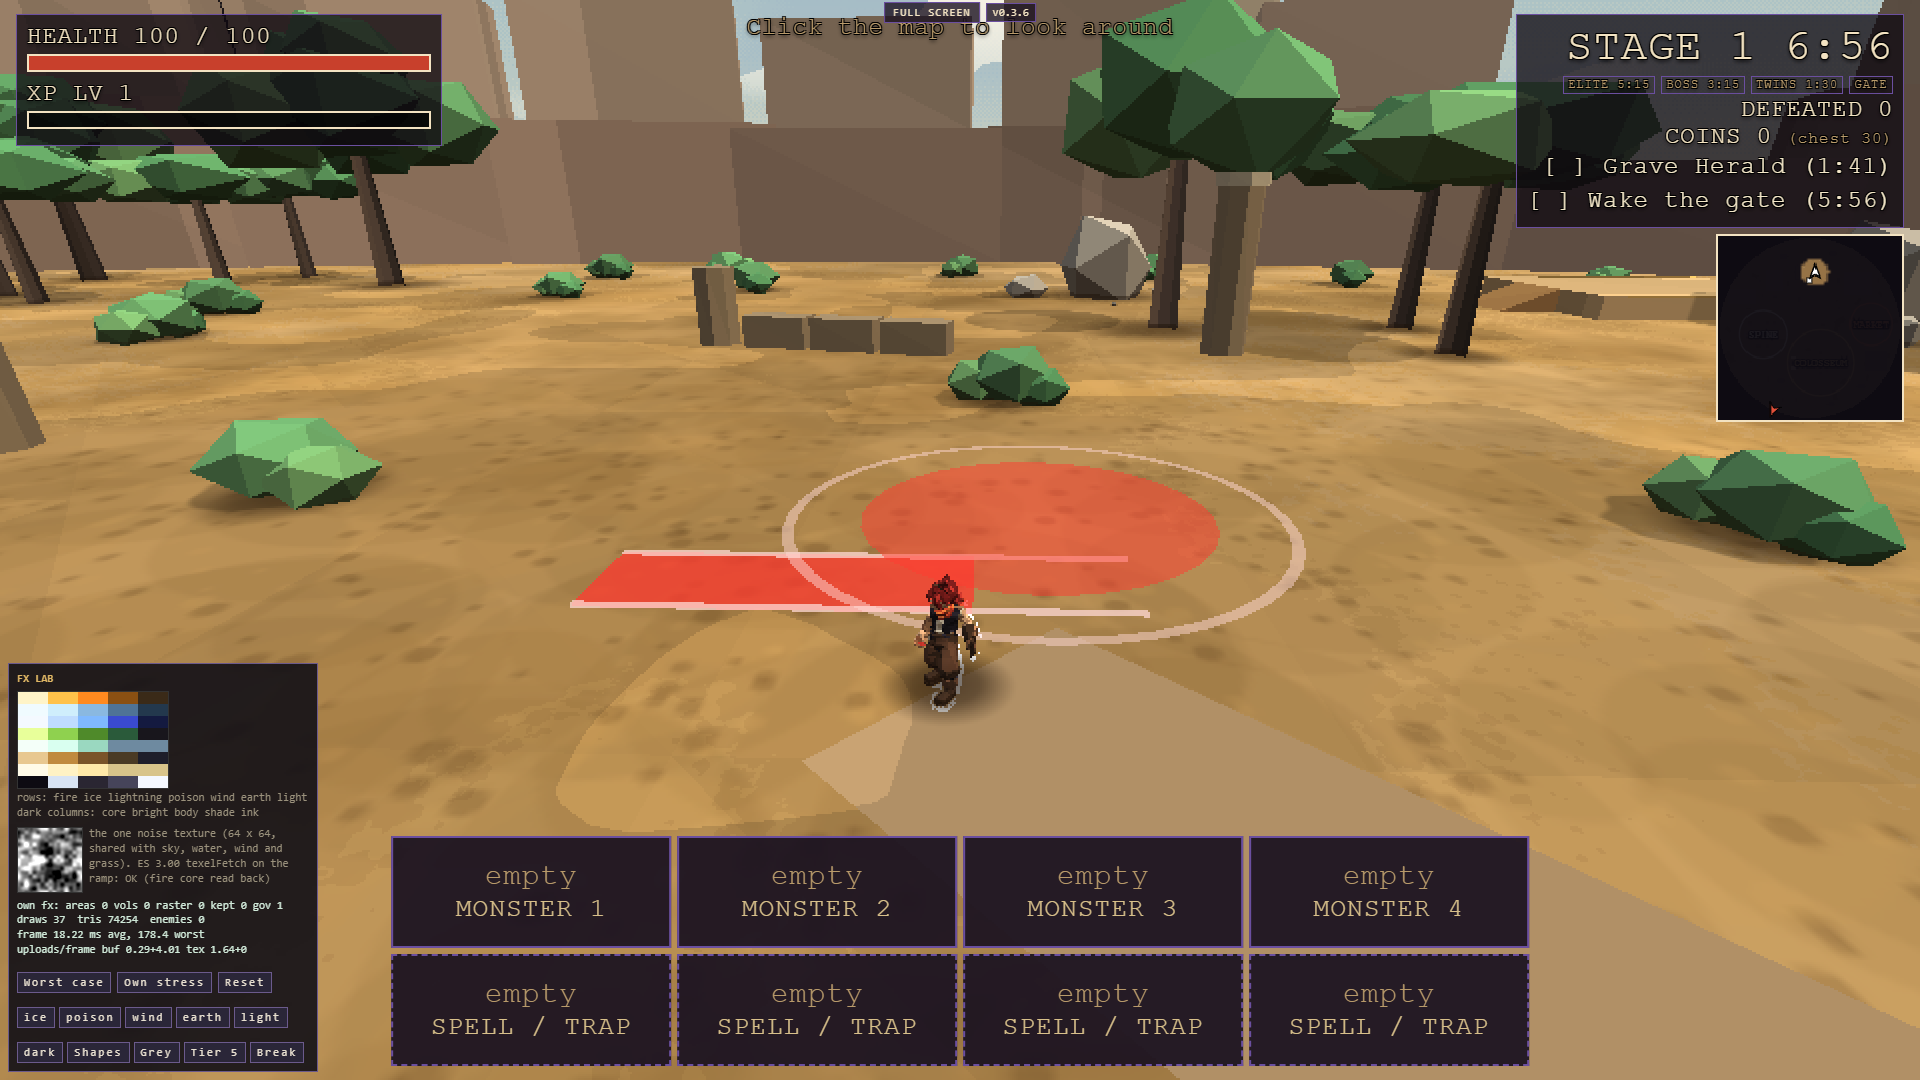 HEALTH 100 / 100
XP LV 1
FULL SCREEN
v0.3.6
Click the map to look around
STAGE 1 6:56
ELITE 5:15
BOSS 3:15
TWINS 1:30
GATE
DEFEATED 0
COINS 0 (chest 30)
[ ] Grave Herald (1:41)
[ ] Wake the gate (5:56)
FX LAB
rows: fire ice lightning poison wind earth light
dark columns: core bright body shade ink
the one noise texture (64 x 64,
shared with sky, water, wind and
grass). ES 3.00 texelFetch on the
ramp: OK (fire core read back)
own fx: areas 0 vols 0 raster 0 kept 0 gov 1
draws 37 tris 74254 enemies 0
frame 18.22 ms avg, 178.4 worst
uploads/frame buf 0.29+4.01 tex 1.64+0
Worst case
Own stress
Reset
ice
poison
wind
earth
light
dark
Shapes
Grey
Tier 5
Break
empty
MONSTER 1
empty
MONSTER 2
empty
MONSTER 3
empty
MONSTER 4
empty
SPELL / TRAP
empty
SPELL / TRAP
empty
SPELL / TRAP
empty
SPELL / TRAP